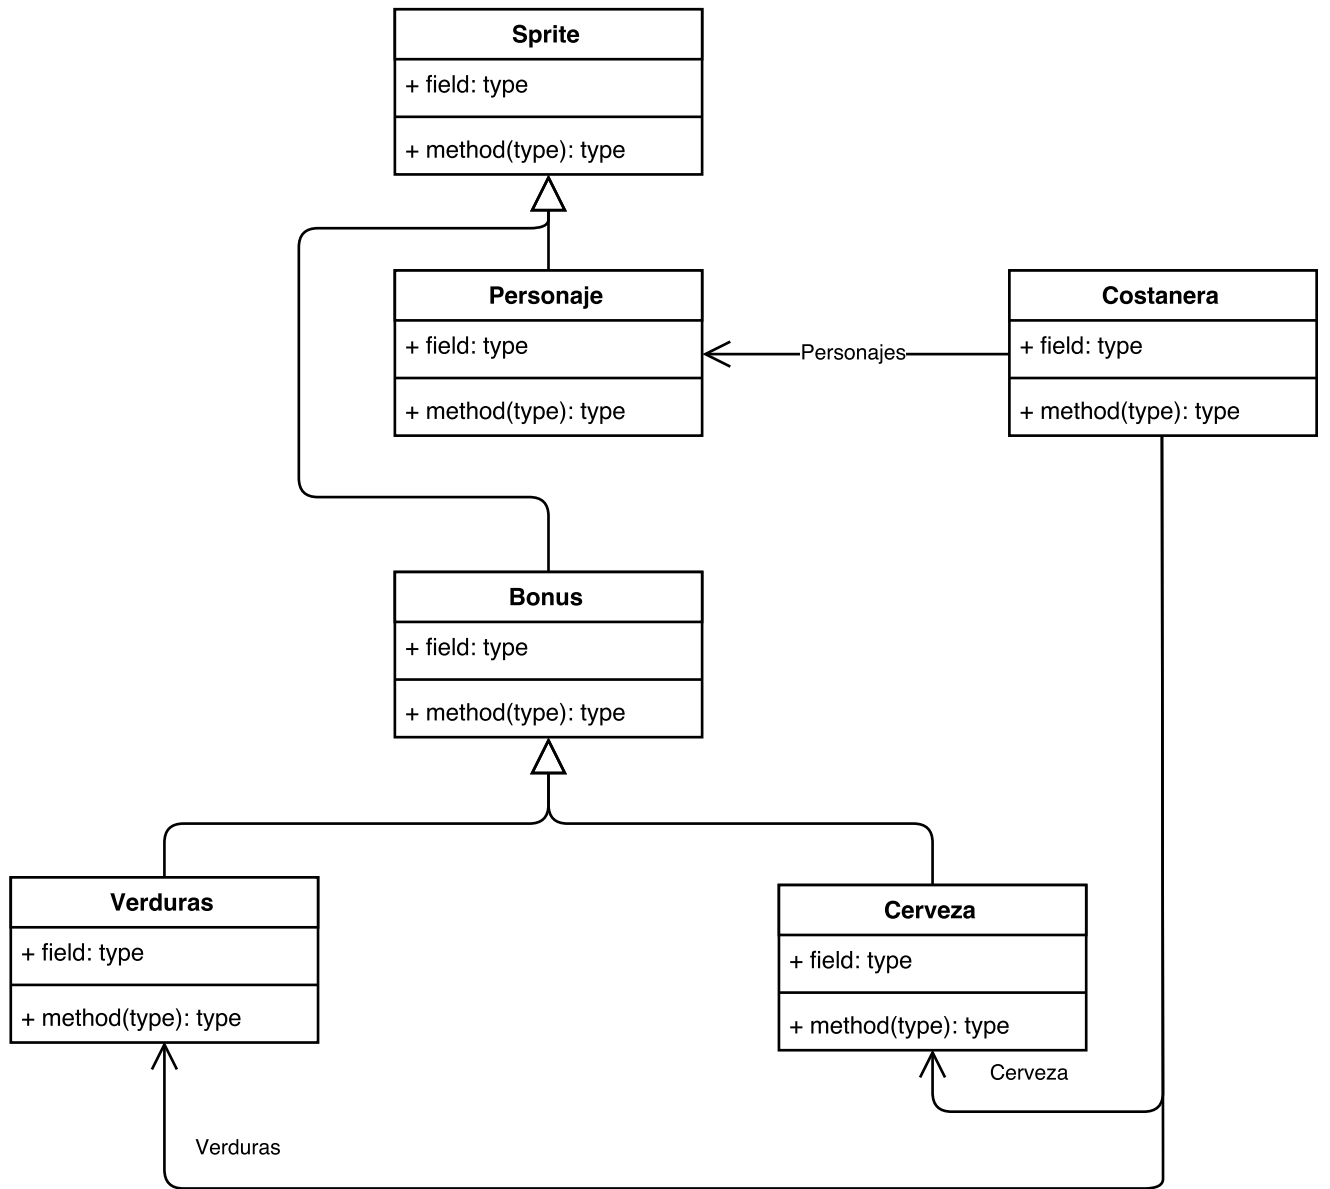 Sprite
+ field: type
+ method(type): type
Personaje
+ field: type
+ method(type): type
Personajes
Costanera
+ field: type
+ method(type): type
Bonus
+ field: type
+ method(type): type
Verduras
+ field: type
+ method(type): type
Cerveza
+ field: type
+ method(type): type
Cerveza
Verduras